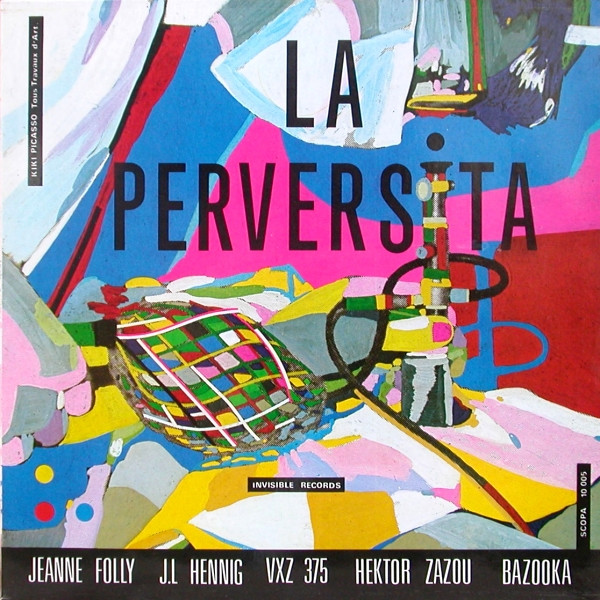 KIKI PICASSO Tous Travaux d'Art.
LA
PERVERSITA
INVISIBLE RECORDS
SCOPA 10 005
JEANNE FOLLY J.L HENNIG VXZ 375 HEKTOR ZAZOU BAZOOKA